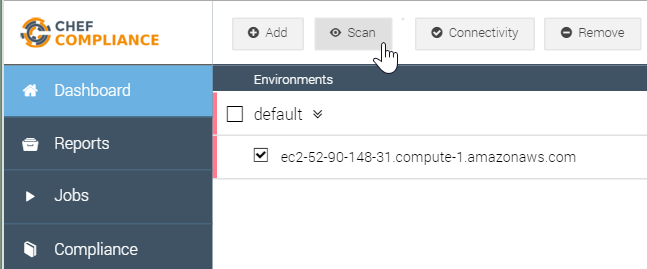 CHEF
COMPLIANCE
Add
Scan
Connectivity
Remove
Environments
Dashboard
default
Reports
ec2-52-90-148-31.compute-1.amazonaws.com
Jobs
Compliance